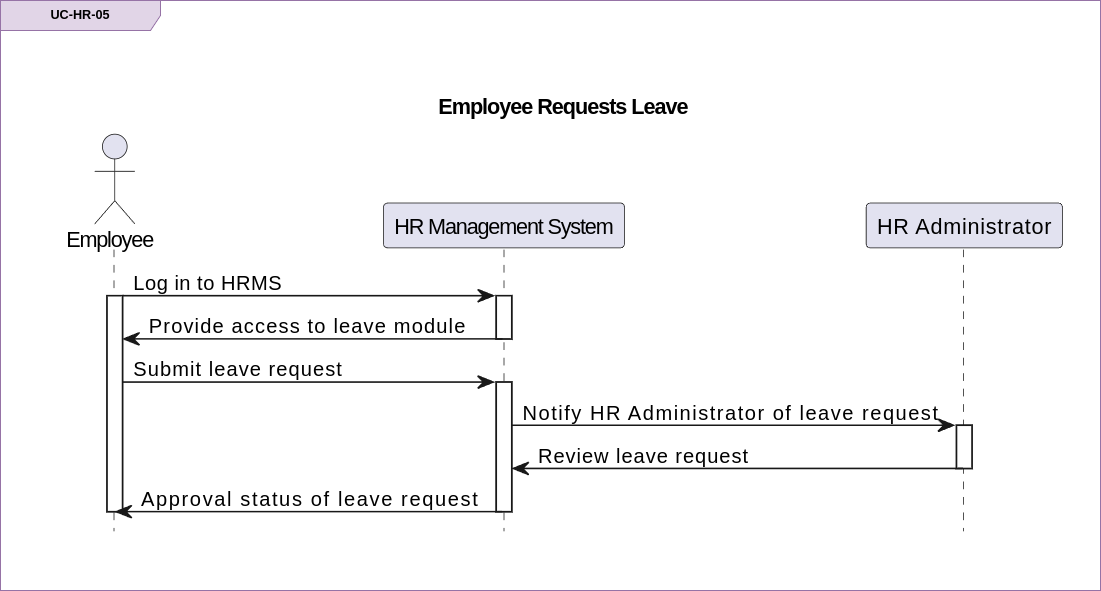 UC-HR-05
Employee Requests Leave
Employee
HR Management System
HR Administrator
Log in to HRMS
Provide access to leave module
Submit leave request
Notify HR Administrator of leave request
Review leave request
Approval status of leave request